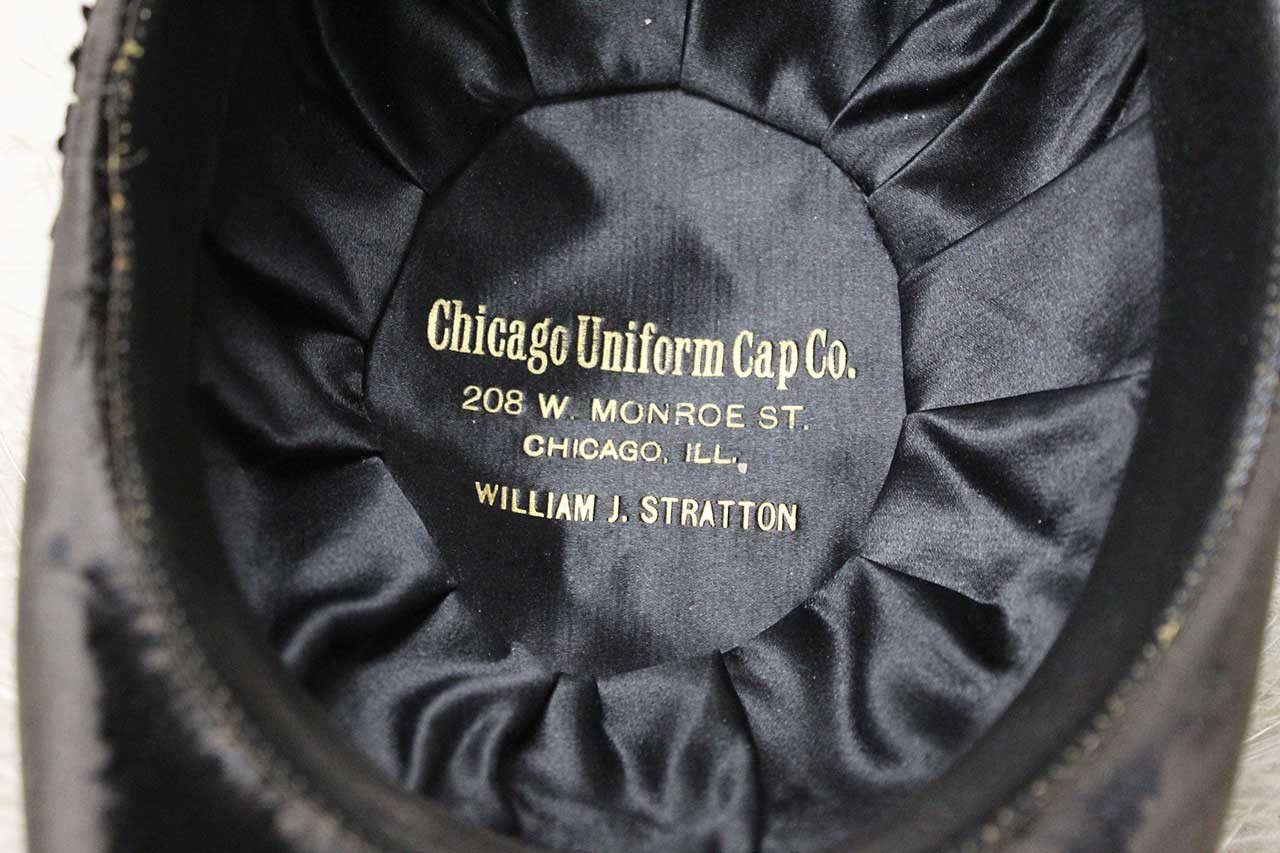 Chicago Uniform Cap Co.
208 W. MONROE ST.
CHICAGO, ILL.
WILLIAM J. STRATTON